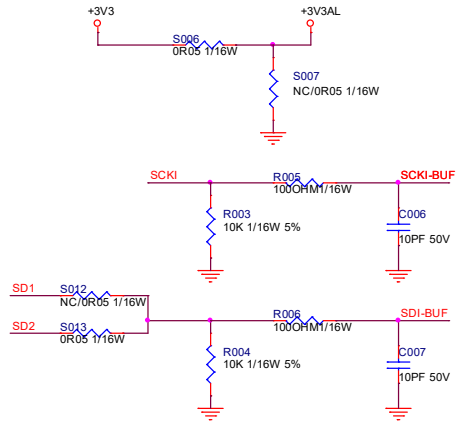 +3V3
+3V3AL
S006
0R05 1/16W
S007
NC/0R05 1/16W
SCKI
R005
100OHM1/16W
SCKI-BUF
R003
10K 1/16W 5%
C006
10PF 50V
SD1
S012
NC/0R05 1/16W
SD2
S013
0R05 1/16W
R006
100OHM1/16W
SDI-BUF
R004
10K 1/16W 5%
C007
10PF 50V